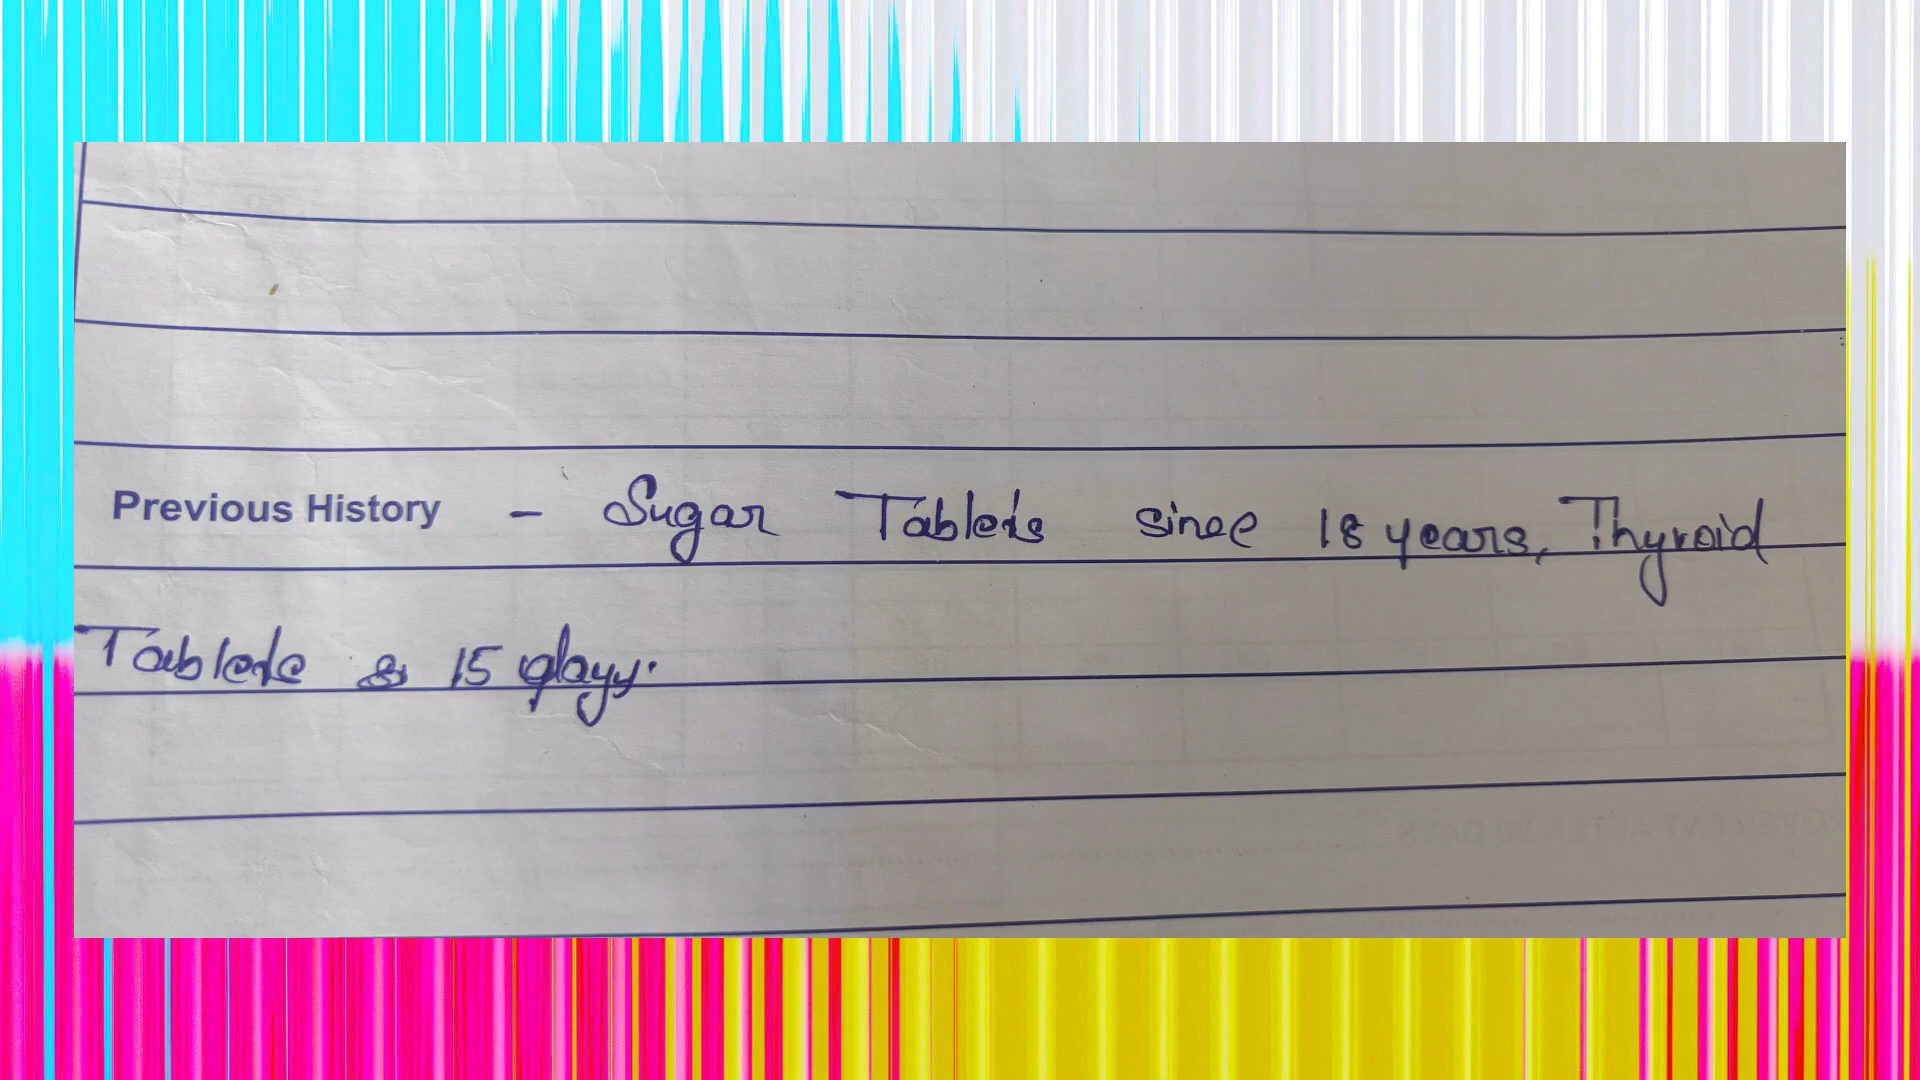 Previous History - Sugar Tablets since 18 years, Thyroid
Tablets 15 days.